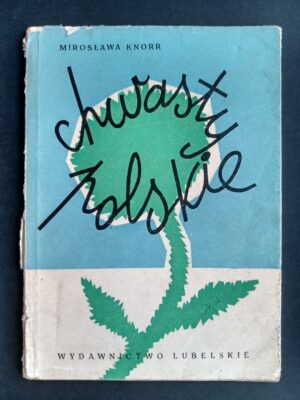 MIROSŁAWA KNORR
chwasty
polskie
WYDAWNICTWO LUBELSKIE